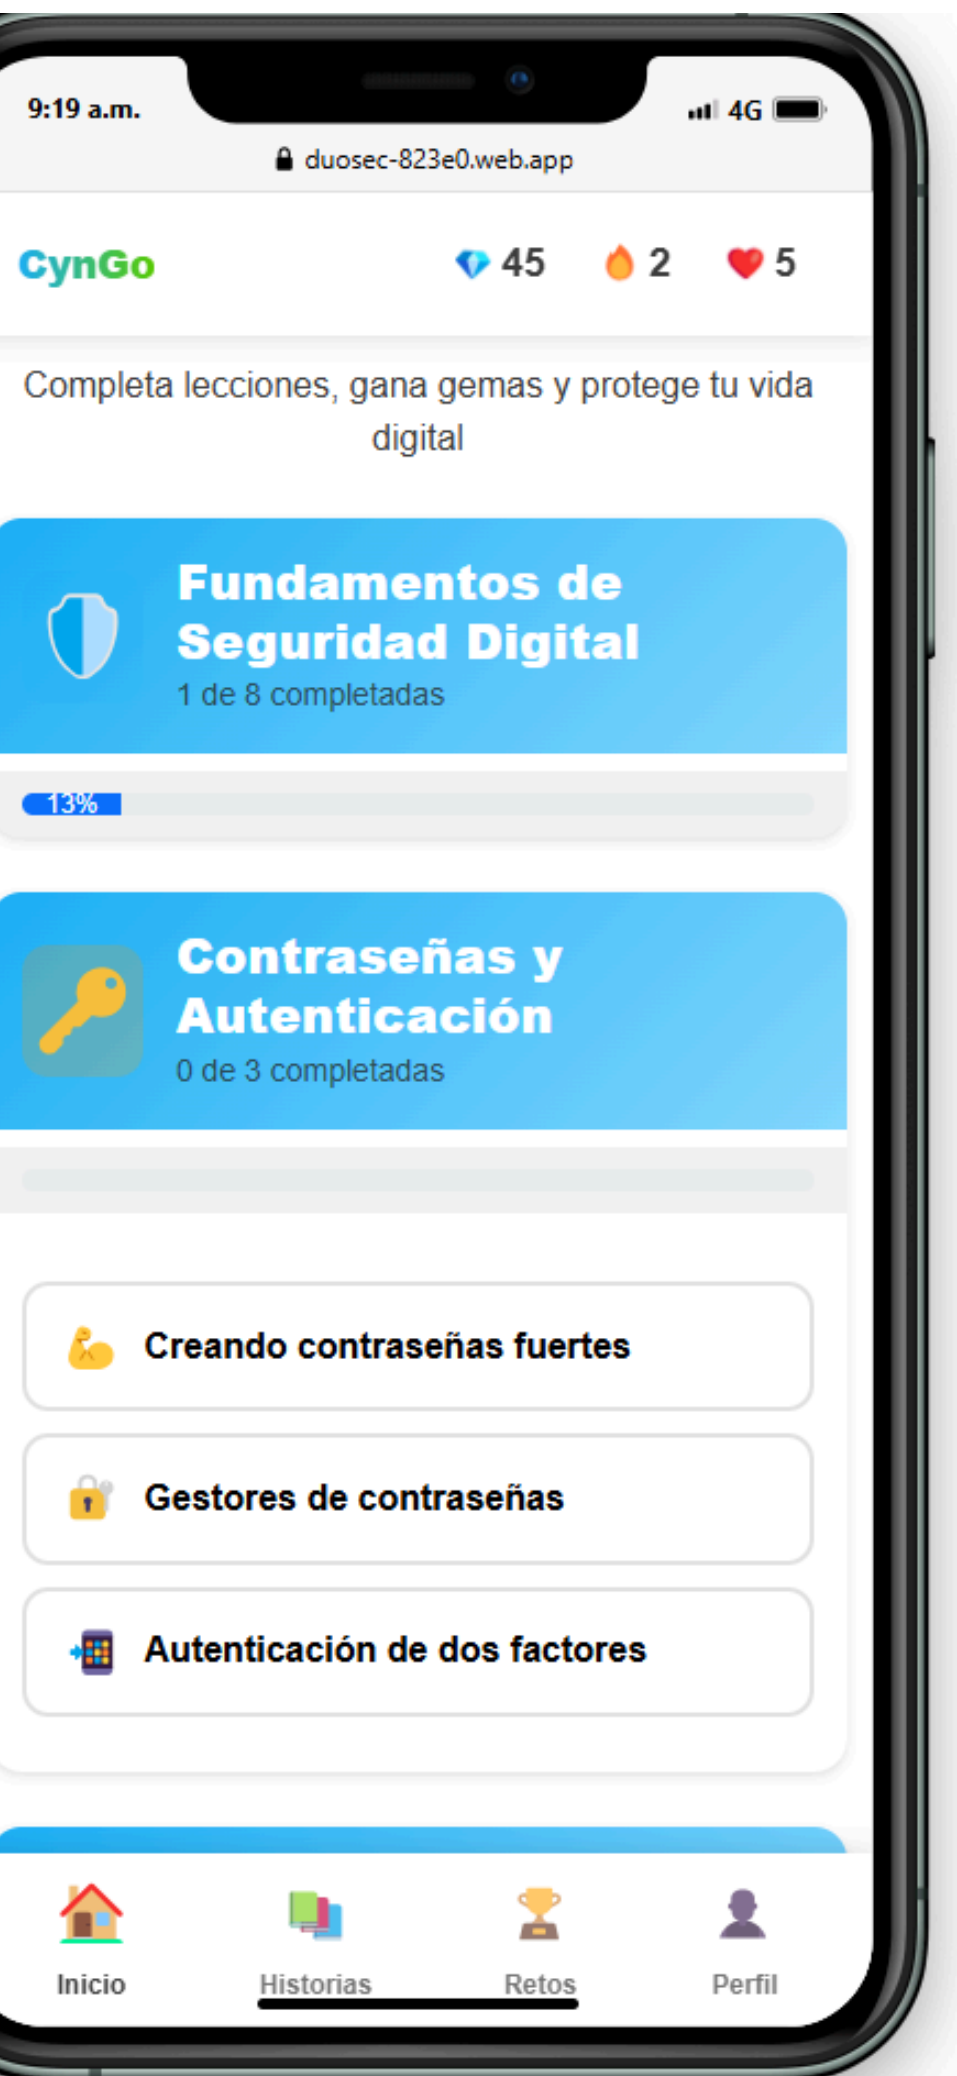 9:19 a.m.
4G
duosec-823e0.web.app
CynGo
45
2
5
Completa lecciones, gana gemas y protege tu vida
digital
Fundamentos de
Seguridad Digital
1 de 8 completadas
13%
Contraseñas y
Autenticación
0 de 3 completadas
Creando contraseñas fuertes
Gestores de contraseñas
Autenticación de dos factores
Inicio
Historias
Retos
Perfil